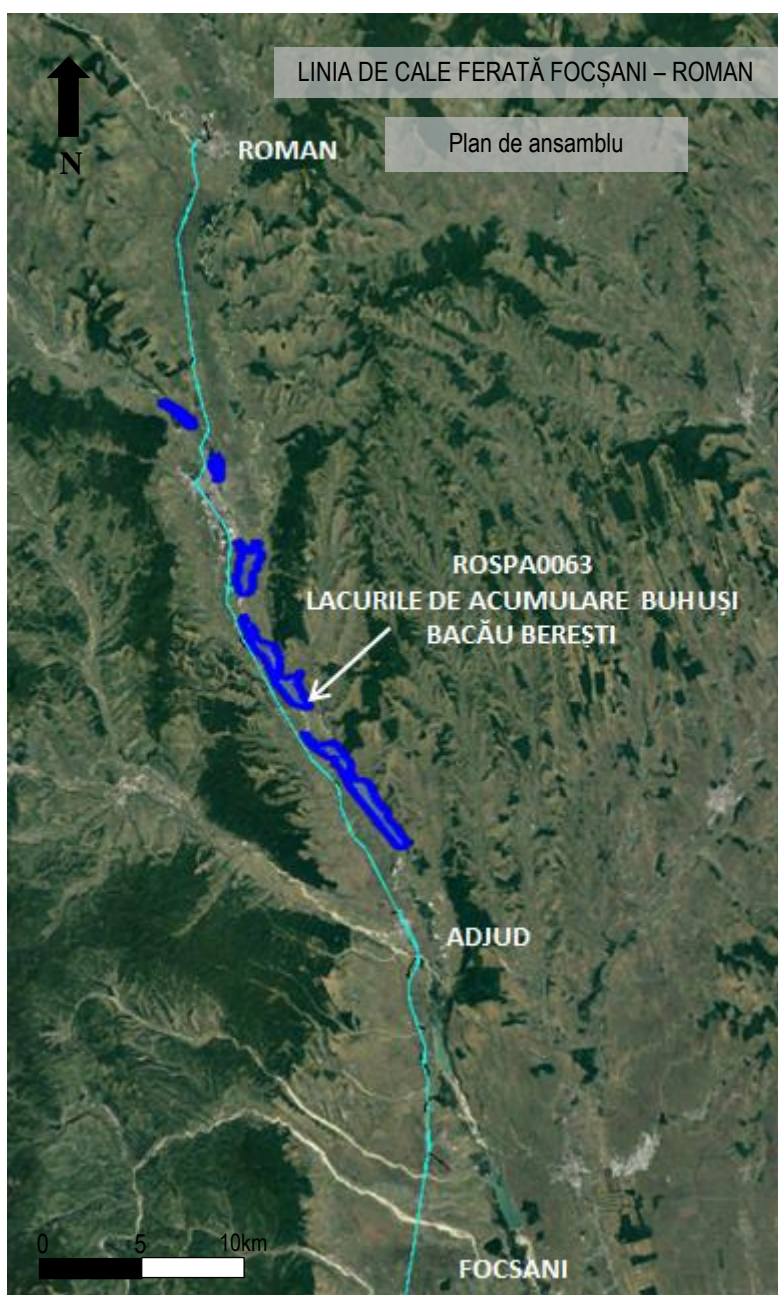 LINIA DE CALE FERATĂ FOCȘANI – ROMAN
Plan de ansamblu
N
ROMAN
ROSPA0063
LACURILE DE ACUMULARE BUHUȘI
BACĂU BEREȘTI
ADJUD
0 5 10km
FOCSANI